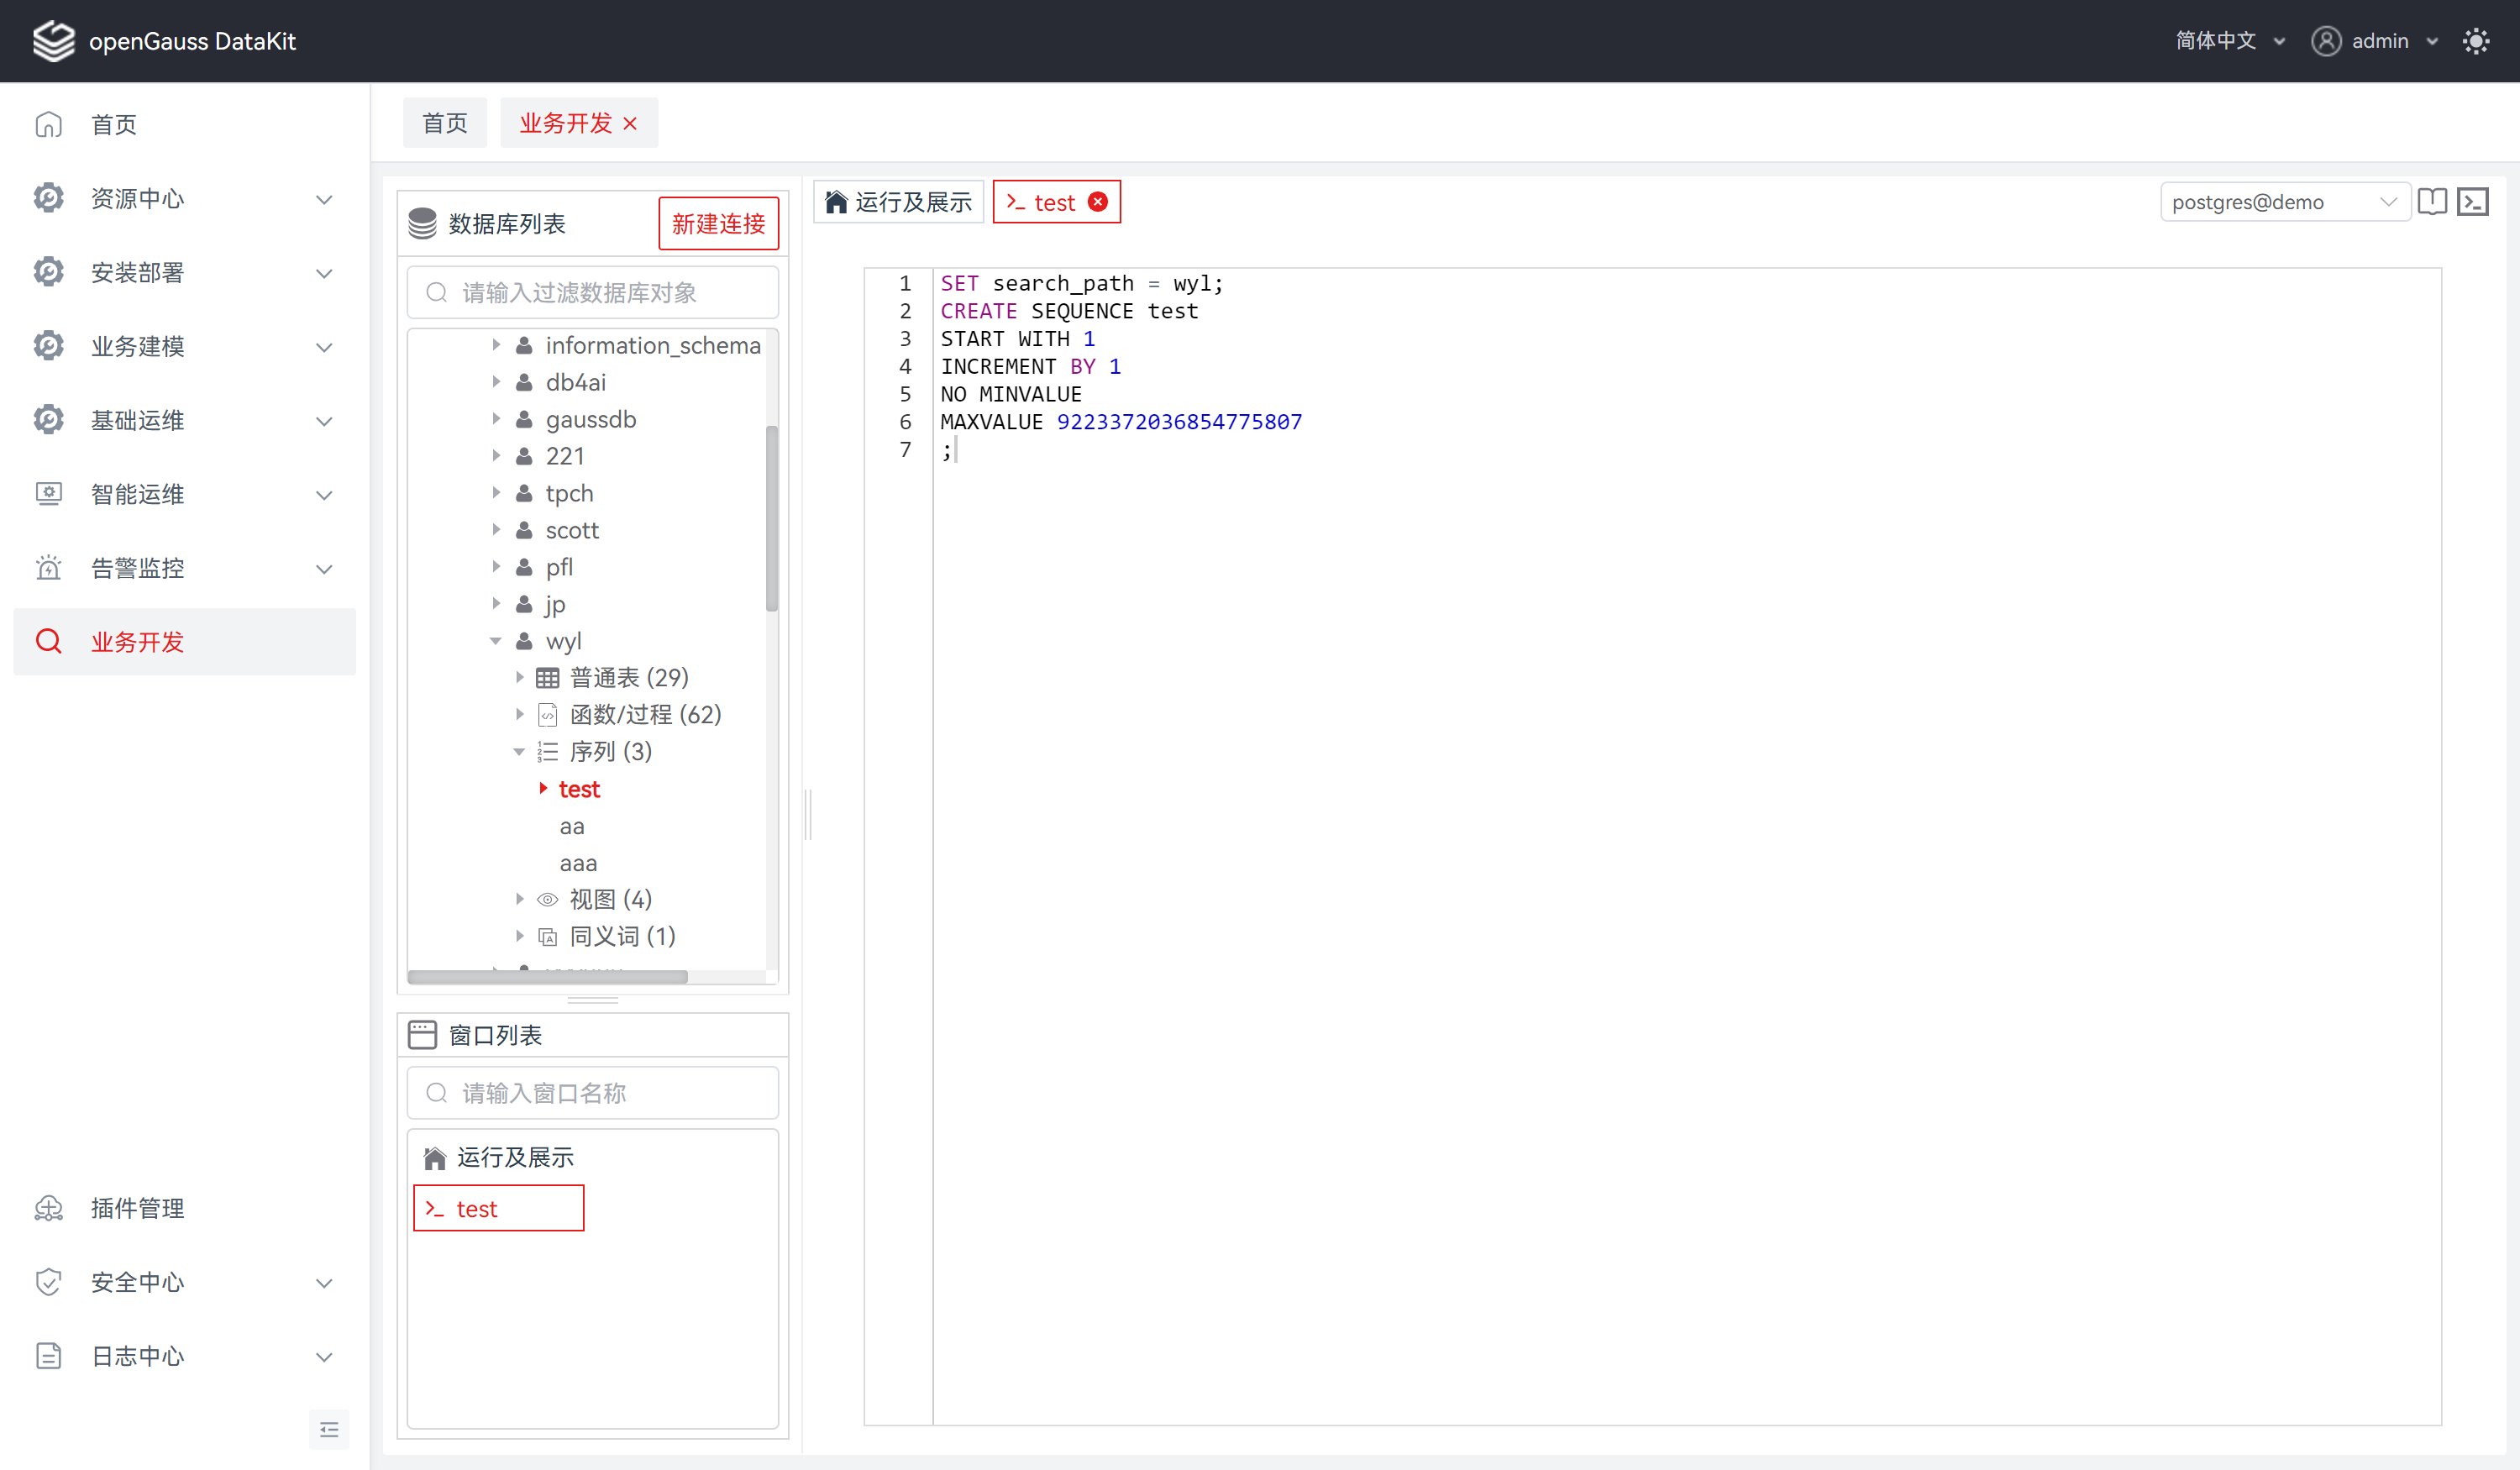 openGauss DataKit
简体中文
admin
首页
资源中心
安装部署
业务建模
基础运维
智能运维
告警监控
业务开发
插件管理
安全中心
日志中心
首页
业务开发
数据库列表
新建连接
请输入过滤数据库对象
information_schema
db4ai
gaussdb
221
tpch
scott
pfl
jp
wyl
普通表 (29)
函数/过程 (62)
序列 (3)
test
aa
aaa
视图 (4)
同义词 (1)
窗口列表
请输入窗口名称
运行及展示
test
运行及展示
test
postgres@demo
1 SET search_path = wyl;
2 CREATE SEQUENCE test
3 START WITH 1
4 INCREMENT BY 1
5 NO MINVALUE
6 MAXVALUE 9223372036854775807
7 ;